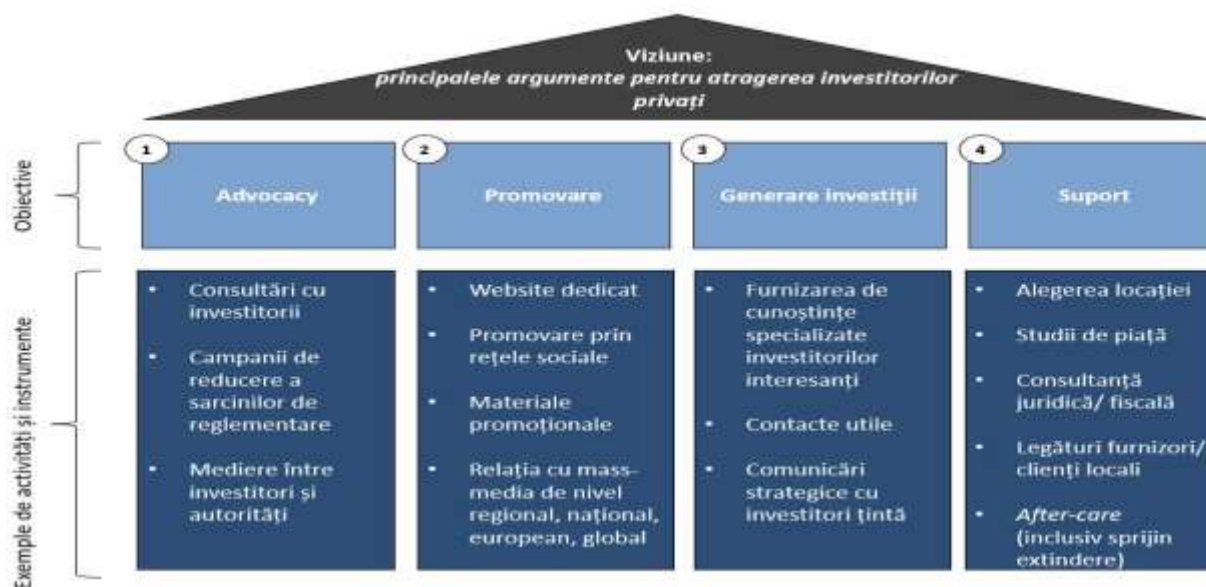 Viziune:
principalele argumente pentru atragerea investitorilor
privați
Obiective
1
Advocacy
2
Promovare
3
Generare investiții
4
Suport
Exemple de activități și instrumente
• Consultări cu
investitorii
• Campanii de
reducere a
sarcinilor de
reglementare
• Mediere între
investitori și
autorități
• Website dedicat
• Promovare prin
rețele sociale
• Materiale
promoționale
• Relația cu mass-
media de nivel
regional, național,
european, global
• Furnizarea de
cunoștințe
specializate
investitorilor
interesanți
• Contacte utile
• Comunicări
strategice cu
investitori țintă
• Alegerea locației
• Studii de piață
• Consultanță
juridică/ fiscală
• Legături furnizori/
clienți locali
• After-care
(inclusiv sprijin
extindere)